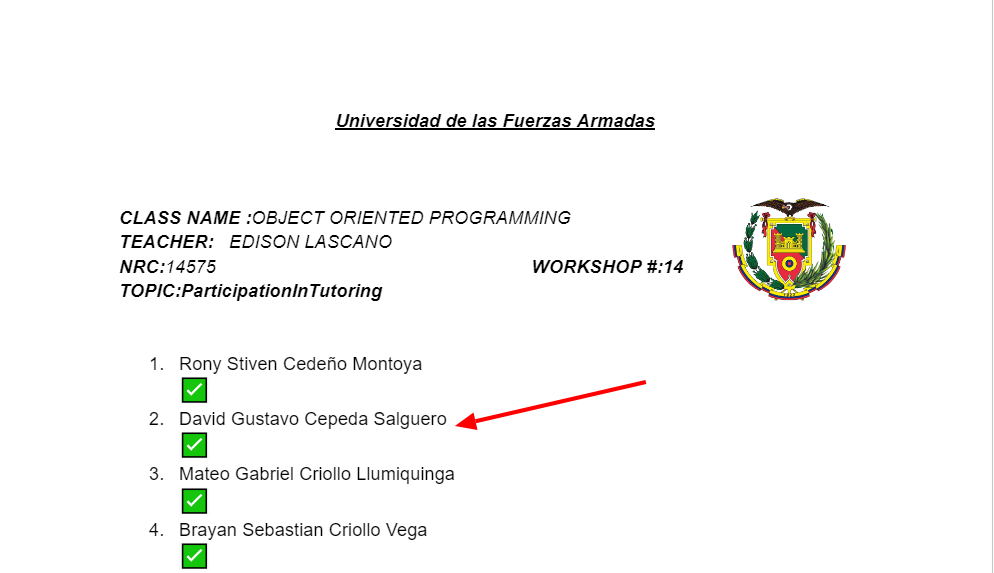 Universidad de las Fuerzas Armadas
CLASS NAME :OBJECT ORIENTED PROGRAMMING
TEACHER: EDISON LASCANO
NRC:14575 WORKSHOP #:14
TOPIC:ParticipationInTutoring
1. Rony Stiven Cedeño Montoya
2. David Gustavo Cepeda Salguero
3. Mateo Gabriel Criollo Llumiquinga
4. Brayan Sebastian Criollo Vega